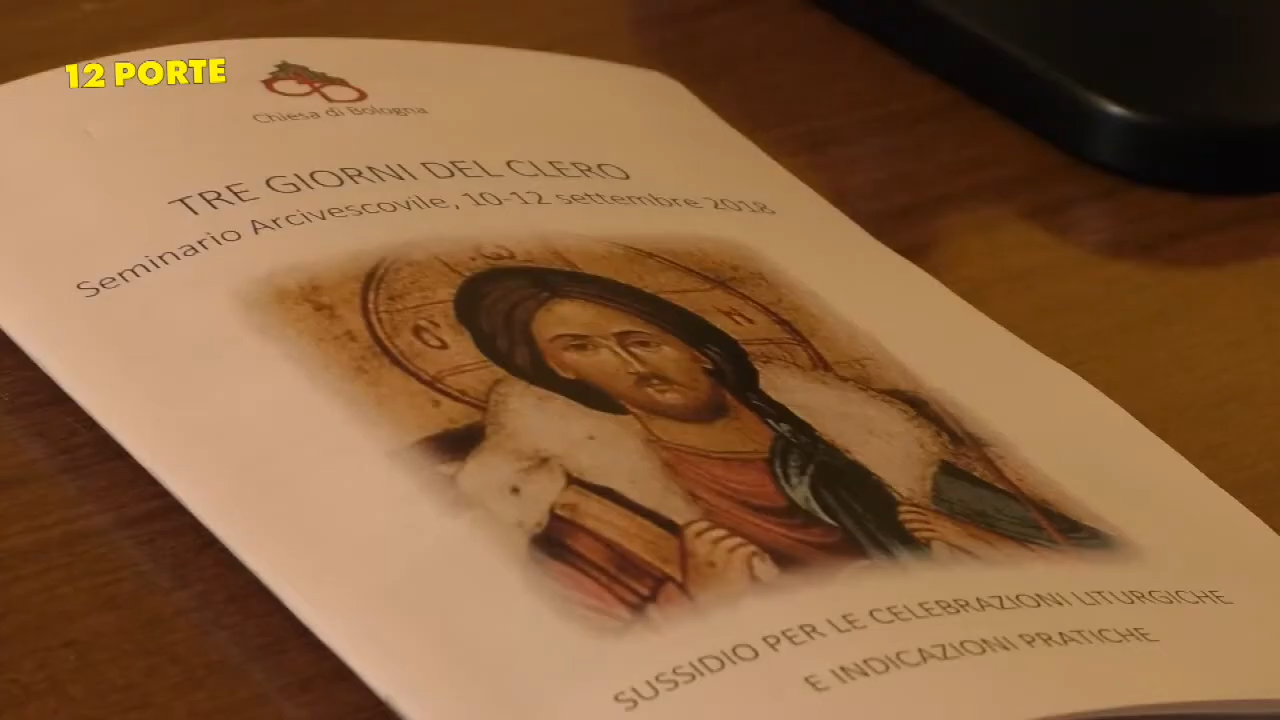 12 PORTE
Chiesa di Bologna
TRE GIORNI DEL CLERO
Seminario Arcivescovile, 10-12 settembre 2018
SUSSIDIO PER LE CELEBRAZIONI LITURGICHE
E INDICAZIONI PRATICHE